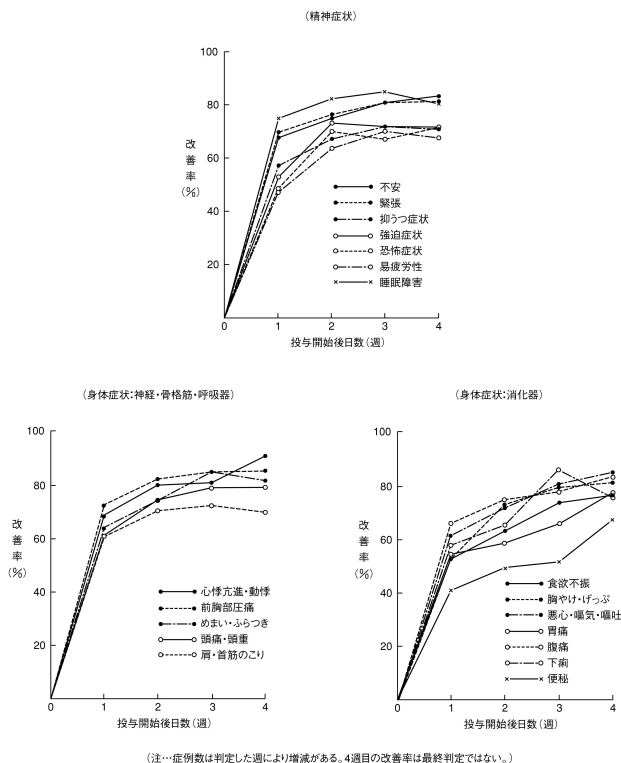 （精神症状）
100
80
60
40
20
改善率（%）
不安
緊張
抑うつ症状
強迫症状
恐怖症状
易疲労性
睡眠障害
0 1 2 3 4
投与開始後日数（週）
（身体症状：神経・骨格筋・呼吸器）
100
80
60
40
20
改善率（%）
心悸亢進・動悸
前胸部圧痛
めまい・ふらつき
頭痛・頭重
肩・首筋のこり
0 1 2 3 4
投与開始後日数（週）
（身体症状：消化器）
100
80
60
40
20
改善率（%）
食欲不振
胸やけ・げっぷ
悪心・嘔気・嘔吐
胃痛
腹痛
下痢
便秘
0 1 2 3 4
投与開始後日数（週）
（注…症例数は判定した週により増減がある。4週目の改善率は最終判定ではない。）